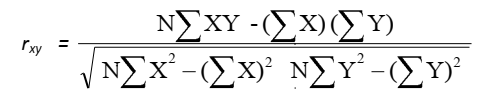 r_xy = (N∑XY - (∑X) (∑Y)) / √(N∑X² – (∑X)² N∑Y² – (∑Y)²)